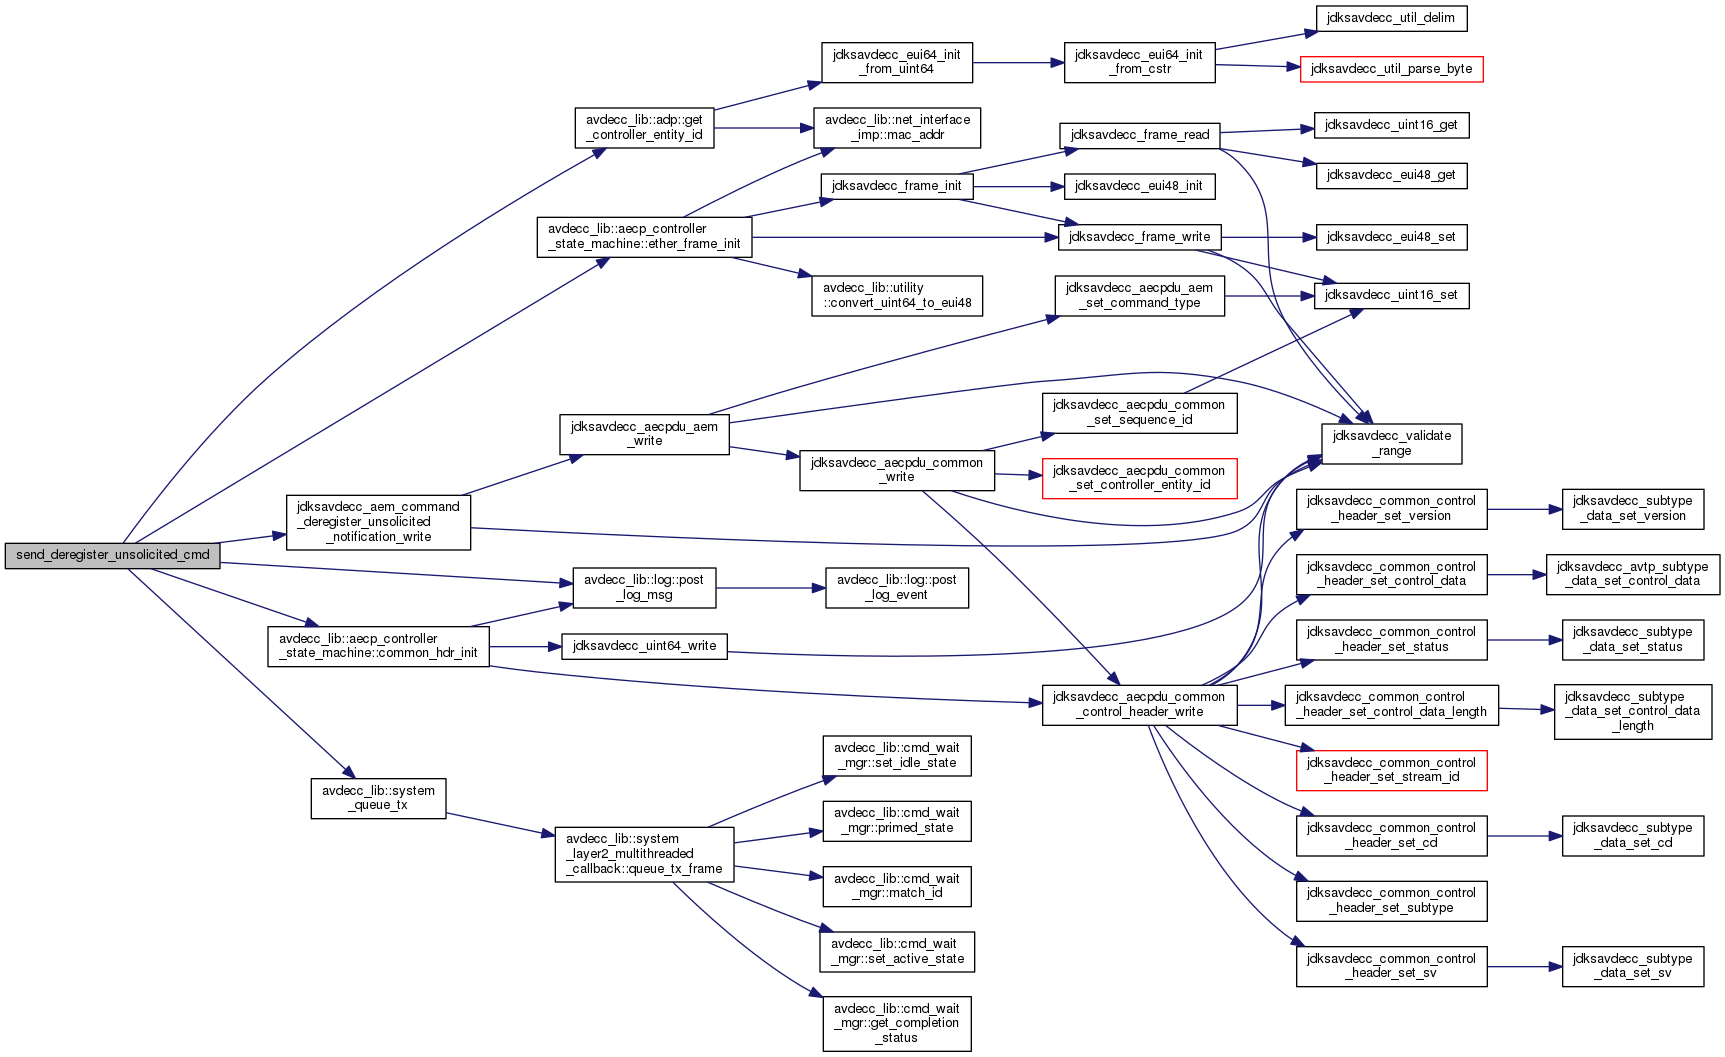 send_deregister_unsolicited_cmd
avdecc_lib::adp::get
_controller_entity_id
avdecc_lib::aecp_controller
_state_machine::ether_frame_init
jdksavdecc_aem_command
_deregister_unsolicited
_notification_write
avdecc_lib::log::post
_log_msg
avdecc_lib::aecp_controller
_state_machine::common_hdr_init
avdecc_lib::system
_queue_tx
jdksavdecc_eui64_init
_from_uint64
avdecc_lib::net_interface
_imp::mac_addr
jdksavdecc_frame_init
avdecc_lib::utility
::convert_uint64_to_eui48
jdksavdecc_aecpdu_aem
_write
jdksavdecc_aecpdu_common
_write
avdecc_lib::log::post
_log_event
jdksavdecc_uint64_write
avdecc_lib::system
_layer2_multithreaded
_callback::queue_tx_frame
avdecc_lib::cmd_wait
_mgr::set_idle_state
avdecc_lib::cmd_wait
_mgr::primed_state
avdecc_lib::cmd_wait
_mgr::match_id
avdecc_lib::cmd_wait
_mgr::set_active_state
avdecc_lib::cmd_wait
_mgr::get_completion
_status
jdksavdecc_eui64_init
_from_cstr
jdksavdecc_frame_read
jdksavdecc_eui48_init
jdksavdecc_frame_write
jdksavdecc_aecpdu_aem
_set_command_type
jdksavdecc_aecpdu_common
_set_sequence_id
jdksavdecc_aecpdu_common
_set_controller_entity_id
jdksavdecc_aecpdu_common
_control_header_write
jdksavdecc_util_delim
jdksavdecc_util_parse_byte
jdksavdecc_uint16_get
jdksavdecc_eui48_get
jdksavdecc_eui48_set
jdksavdecc_uint16_set
jdksavdecc_validate
_range
jdksavdecc_common_control
_header_set_version
jdksavdecc_common_control
_header_set_control_data
jdksavdecc_common_control
_header_set_status
jdksavdecc_common_control
_header_set_control_data_length
jdksavdecc_common_control
_header_set_stream_id
jdksavdecc_common_control
_header_set_cd
jdksavdecc_common_control
_header_set_subtype
jdksavdecc_common_control
_header_set_sv
jdksavdecc_subtype
_data_set_version
jdksavdecc_avtp_subtype
_data_set_control_data
jdksavdecc_subtype
_data_set_status
jdksavdecc_subtype
_data_set_control_data
_length
jdksavdecc_subtype
_data_set_cd
jdksavdecc_subtype
_data_set_sv